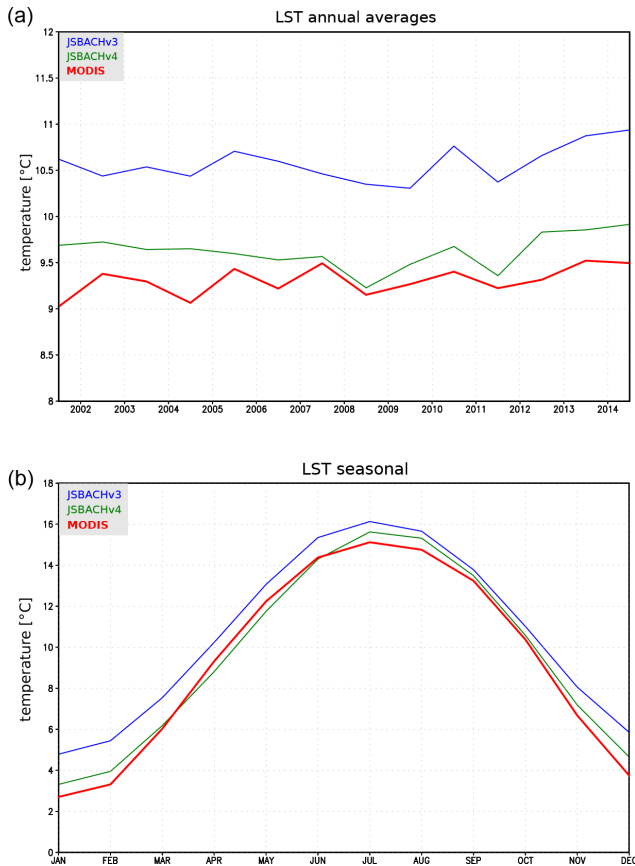 (a)
LST annual averages
JSBACHv3
JSBACHv4
MODIS
temperature [°C]
12
11.5
11
10.5
10
9.5
9
8.5
8
2002 2003 2004 2005 2006 2007 2008 2009 2010 2011 2012 2013 2014
(b)
LST seasonal
JSBACHv3
JSBACHv4
MODIS
temperature [°C]
18
16
14
12
10
8
6
4
2
0
JAN FEB MAR APR MAY JUN JUL AUG SEP OCT NOV DEC